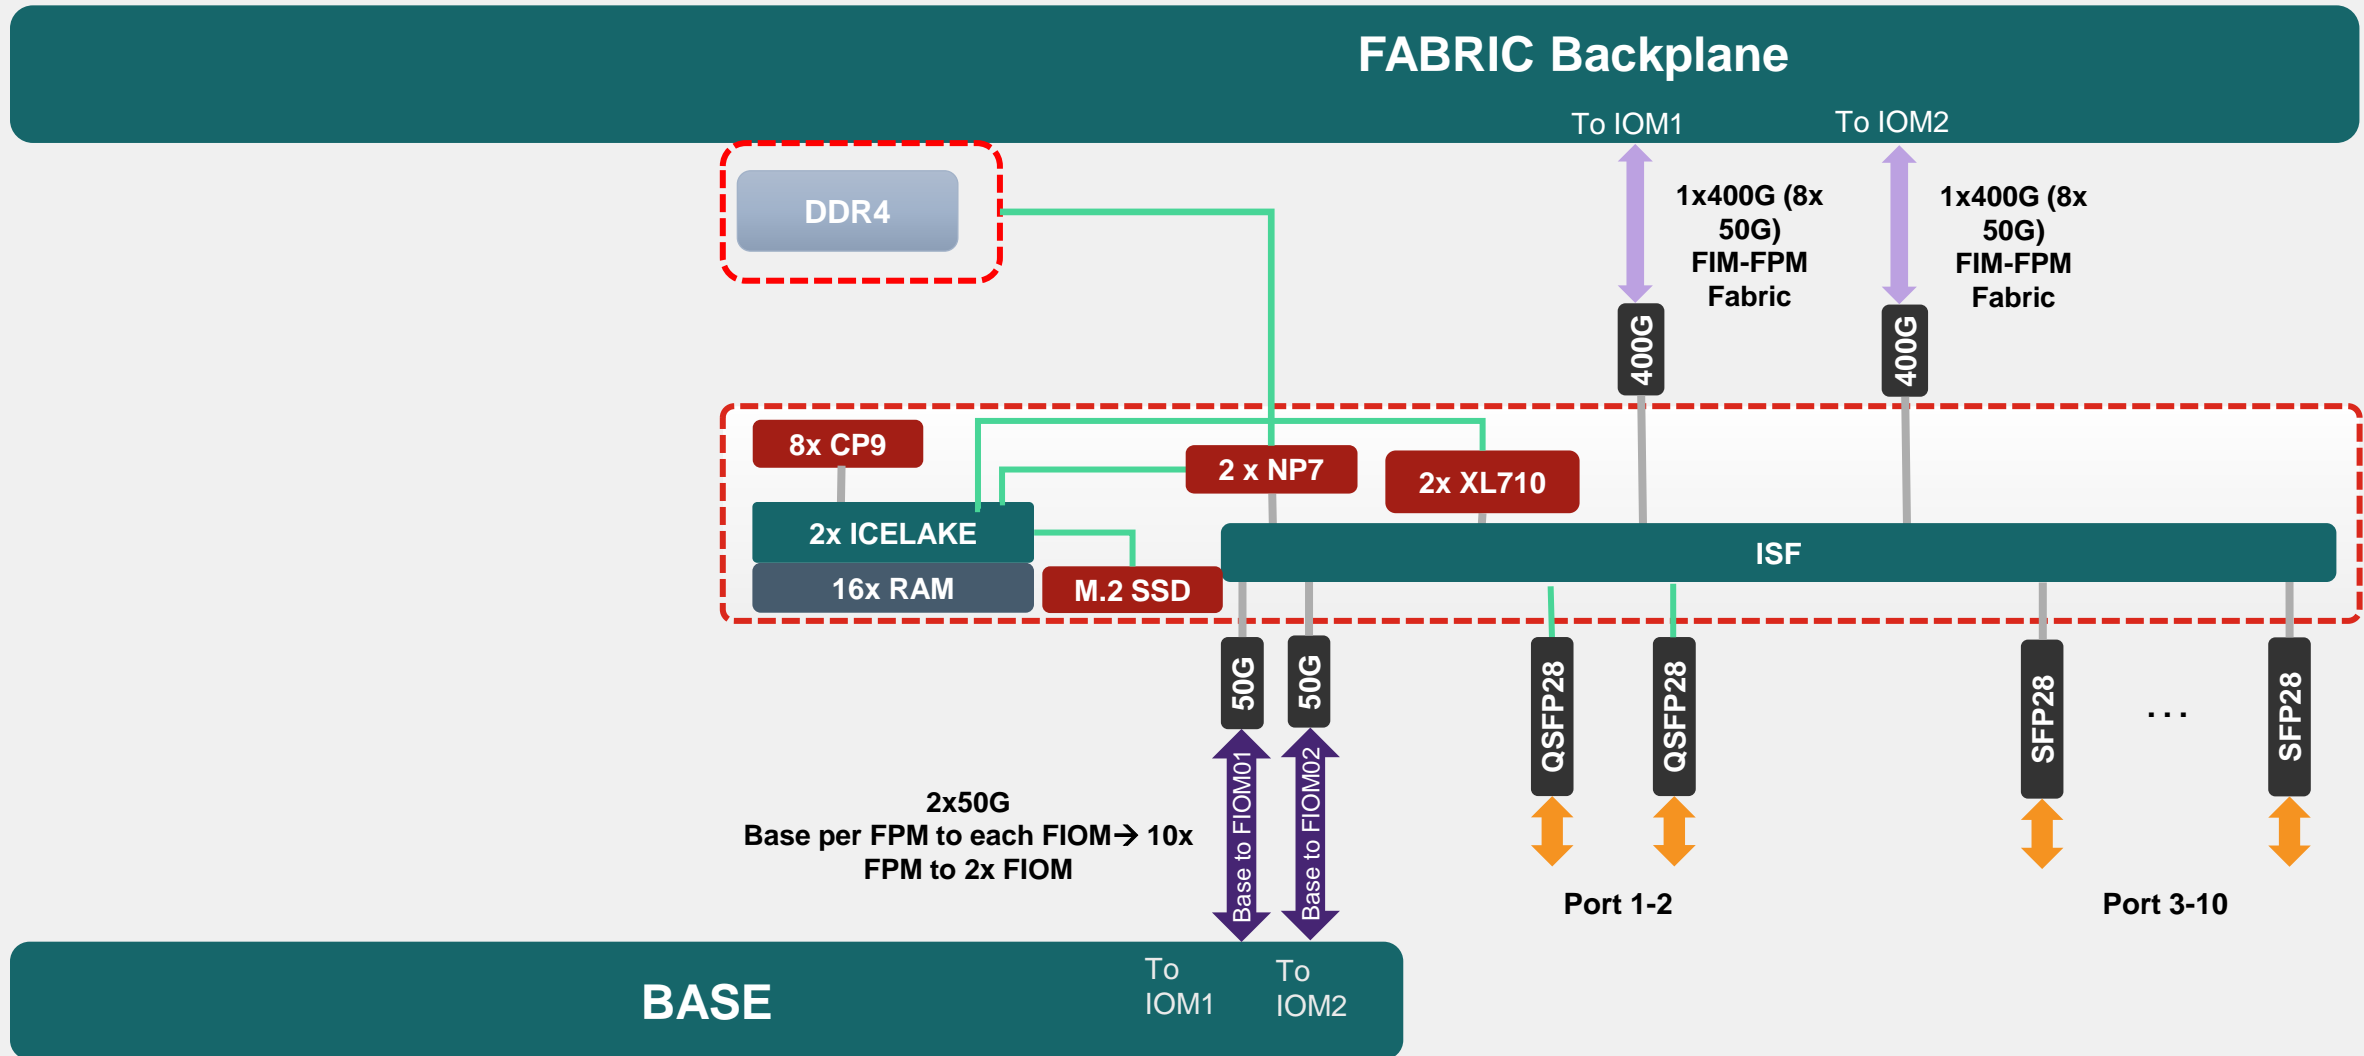 FABRIC Backplane
To IOM1
To IOM2
DDR4
1x400G (8x
50G)
FIM-FPM
Fabric
1x400G (8x
50G)
FIM-FPM
Fabric
400G
400G
8x CP9
2 x NP7
2x XL710
2x ICELAKE
ISF
16x RAM
M.2 SSD
50G
50G
QSFP28
QSFP28
SFP28
...
SFP28
2x50G
Base per FPM to each FIOM→ 10x
FPM to 2x FIOM
Base to FIOM01
Base to FIOM02
Port 1-2
Port 3-10
BASE
To
IOM1
To
IOM2